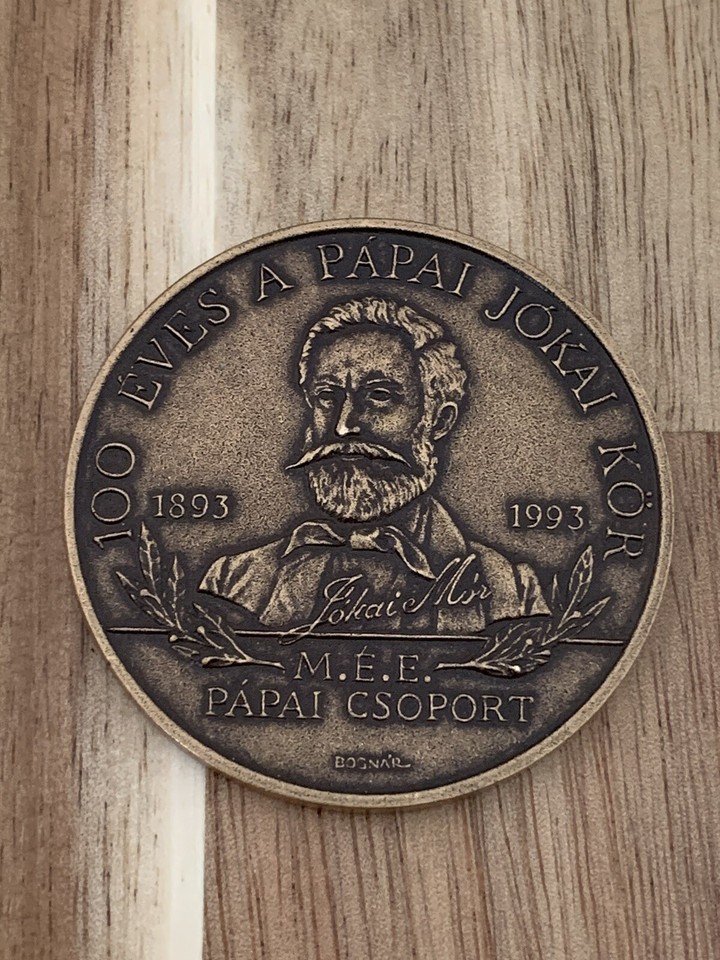 100 ÉVES A PÁPAI JÓKAI KÖR
1893
1993
Jókai Mór
M.É.E.
PÁPAI CSOPORT
BOGNÁR